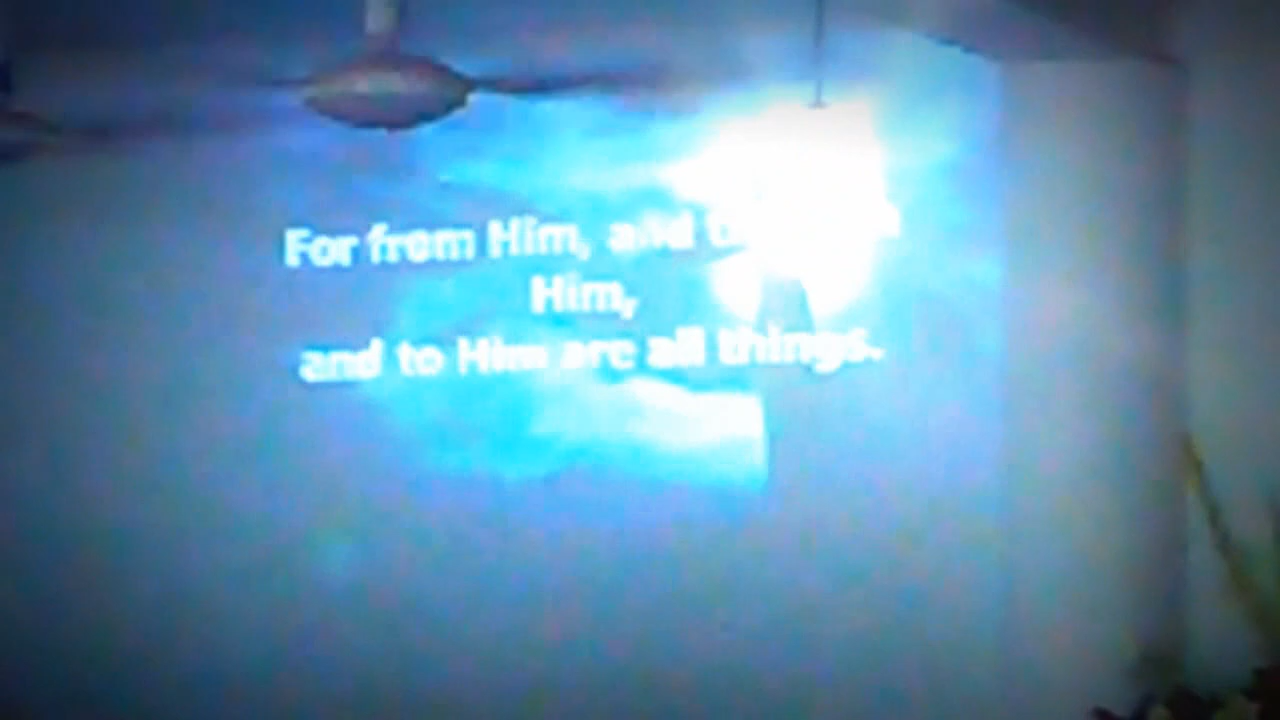 For from Him, and
Him,
and to Him are all things.